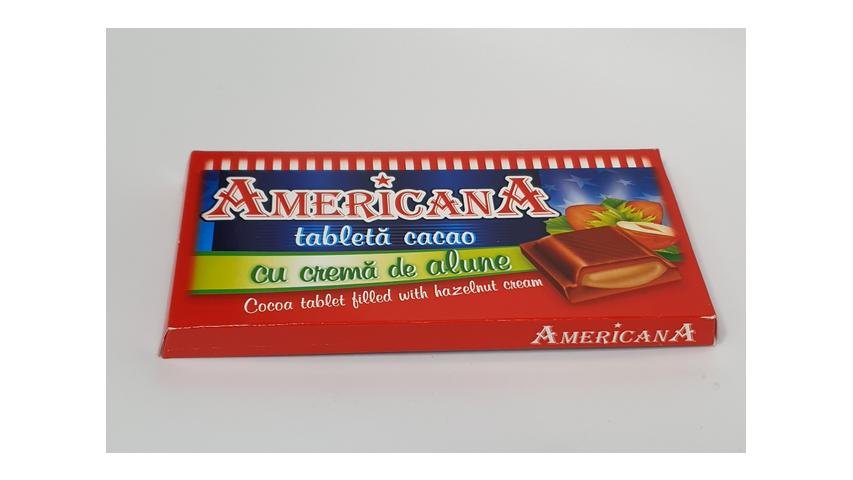 AMERICANA
tabletă cacao
cu cremă de alune
Cocoa tablet filled with hazelnut cream
AMERICANA